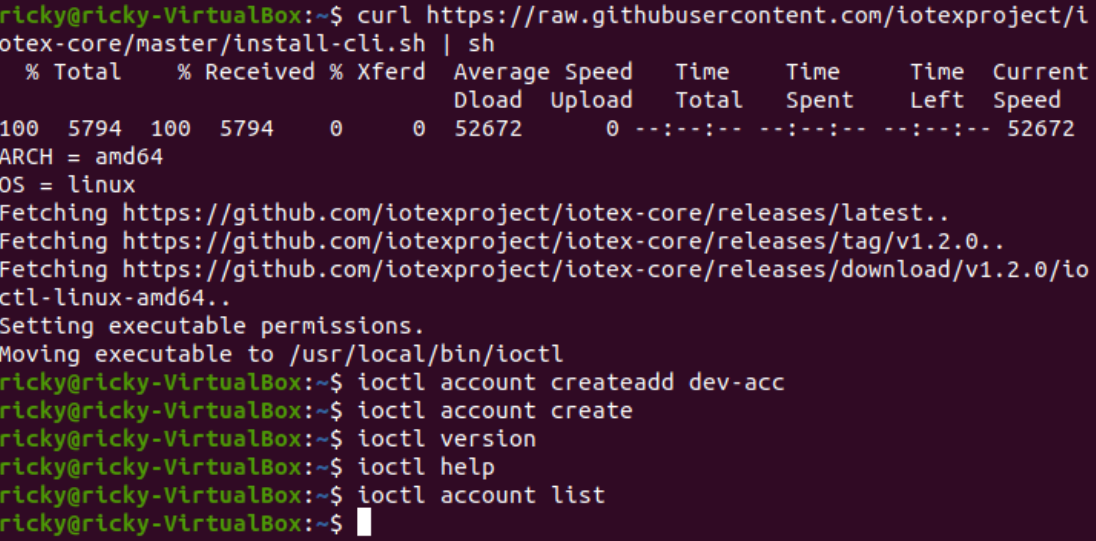 ricky@ricky-VirtualBox:~$ curl https://raw.githubusercontent.com/iotexproject/i
otex-core/master/install-cli.sh | sh
  % Total    % Received % Xferd  Average Speed   Time    Time     Time  Current
                                 Dload  Upload   Total   Spent    Left  Speed
100  5794  100  5794    0     0  52672      0 --:--:-- --:--:-- --:--:-- 52672
ARCH = amd64
OS = linux
Fetching https://github.com/iotexproject/iotex-core/releases/latest..
Fetching https://github.com/iotexproject/iotex-core/releases/tag/v1.2.0..
Fetching https://github.com/iotexproject/iotex-core/releases/download/v1.2.0/io
ctl-linux-amd64..
Setting executable permissions.
Moving executable to /usr/local/bin/ioctl
ricky@ricky-VirtualBox:~$ ioctl account createadd dev-acc
ricky@ricky-VirtualBox:~$ ioctl account create
ricky@ricky-VirtualBox:~$ ioctl version
ricky@ricky-VirtualBox:~$ ioctl help
ricky@ricky-VirtualBox:~$ ioctl account list
ricky@ricky-VirtualBox:~$